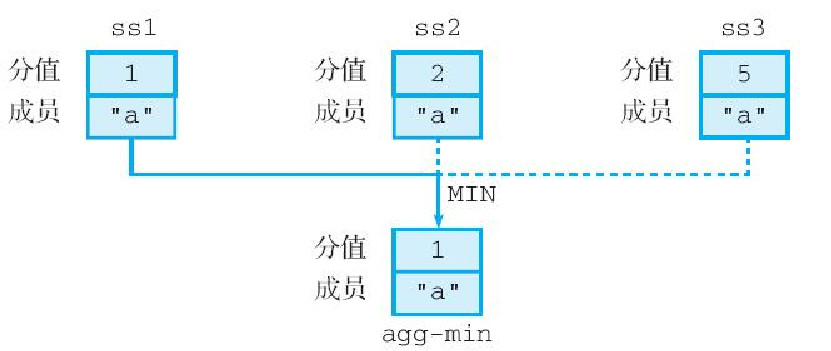 ss1 ss2 ss3
分值 1 分值 2 分值 5
成员 "a" 成员 "a" 成员 "a"
MIN
分值 1
成员 "a"
agg-min